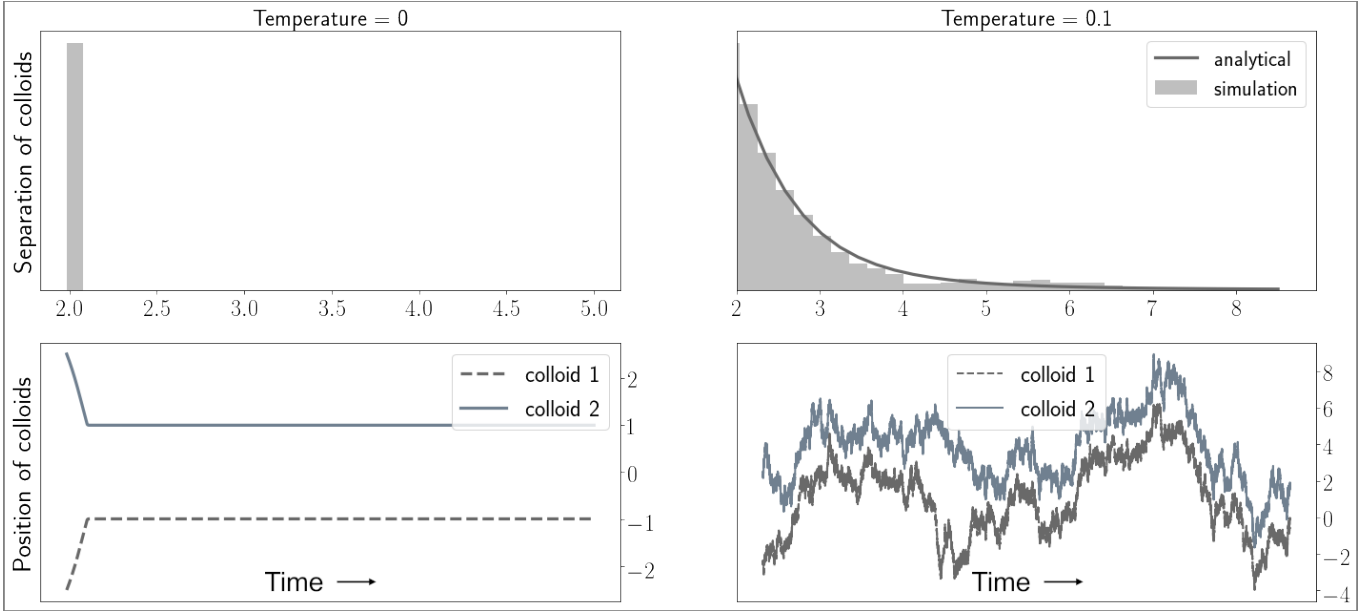 Temperature = 0
Separation of colloids
2.0 2.5 3.0 3.5 4.0 4.5 5.0
Temperature = 0.1
analytical
simulation
2 3 4 5 6 7 8
Position of colloids
colloid 1
colloid 2
2
1
0
−1
−2
Time
colloid 1
colloid 2
8
6
4
2
0
−2
−4
Time